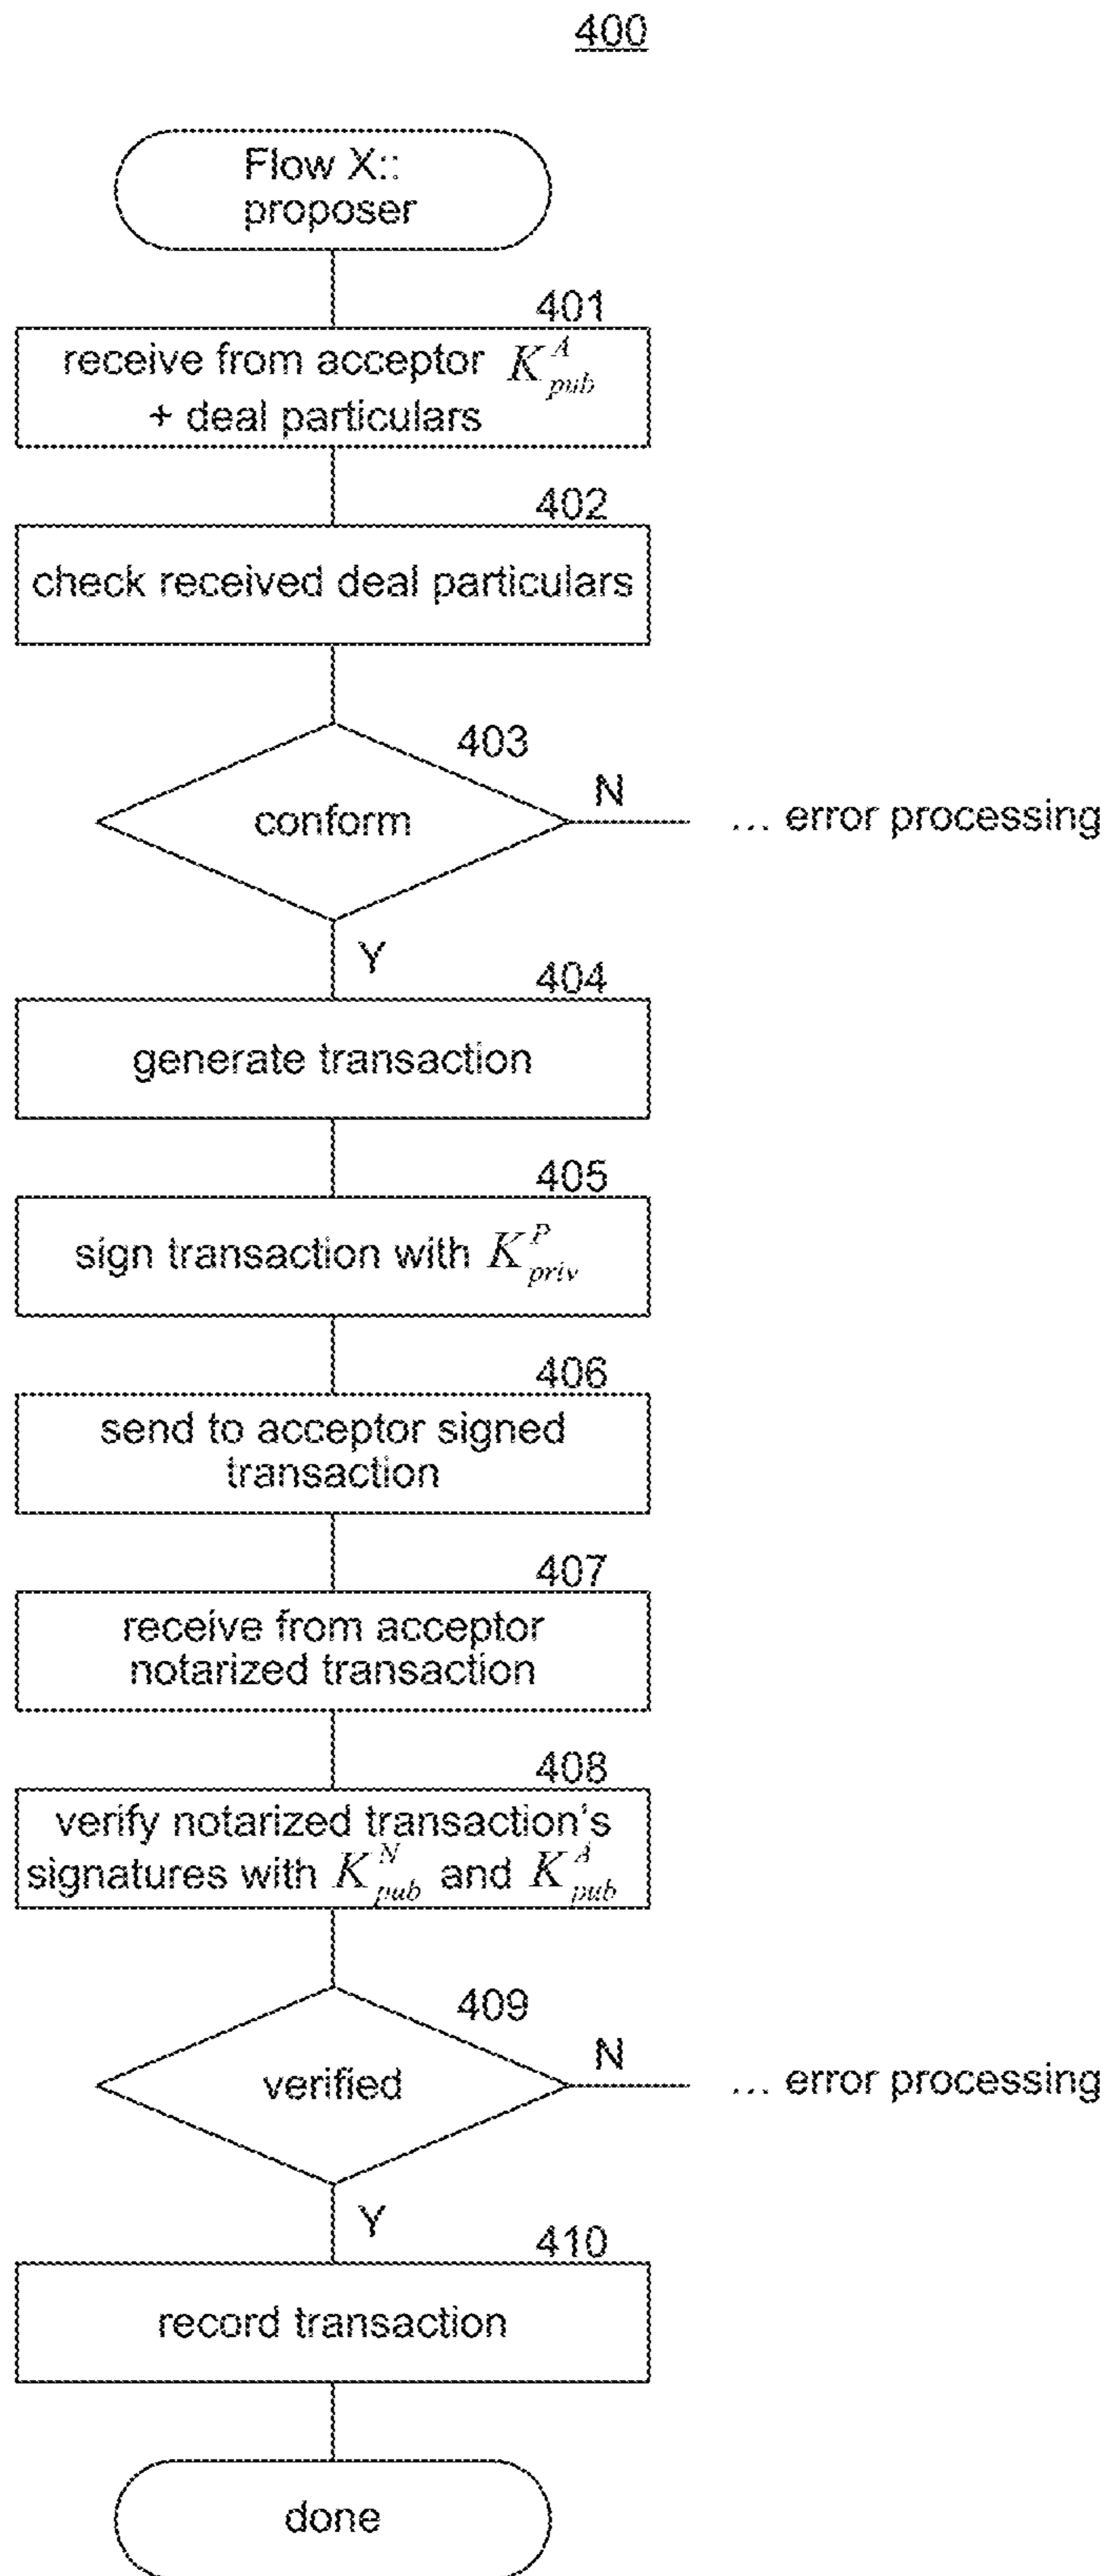 400
Flow X::
proposer
401
receive from acceptor K^A_pub
+ deal particulars
402
check received deal particulars
403
conform
N
... error processing
Y
404
generate transaction
405
sign transaction with K^P_priv
406
send to acceptor signed
transaction
407
receive from acceptor
notarized transaction
408
verify notarized transaction's
signatures with K^N_pub and K^A_pub
409
verified
N
... error processing
Y
410
record transaction
done